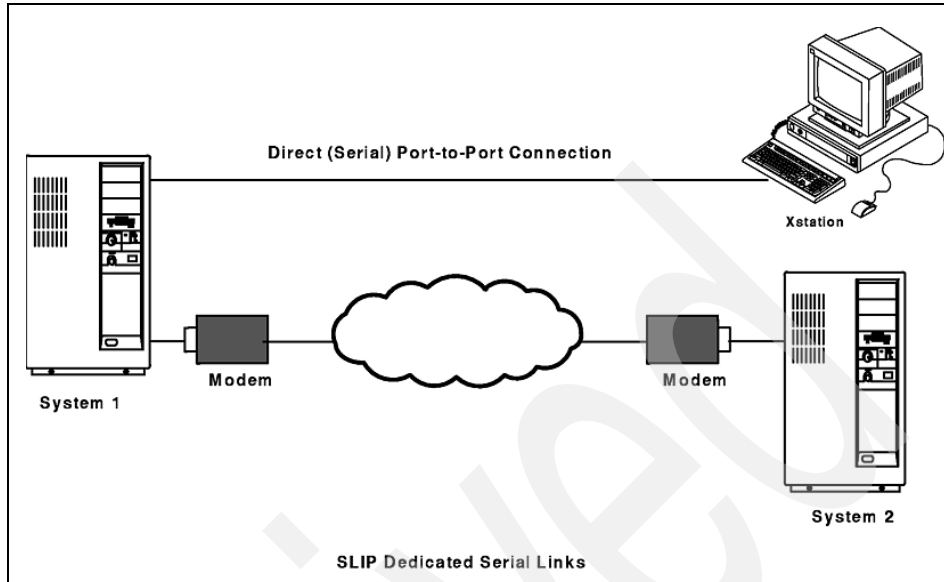 Direct (Serial) Port-to-Port Connection
Xstation
Modem
Modem
System 1
System 2
SLIP Dedicated Serial Links